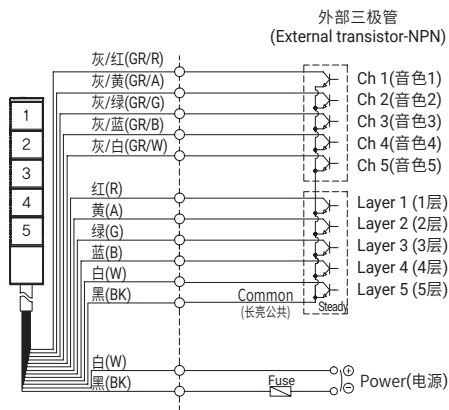 外部三极管
(External transistor-NPN)
灰/红(GR/R)
Ch 1(音色1)
灰/黄(GR/A)
Ch 2(音色2)
灰/绿(GR/G)
Ch 3(音色3)
灰/蓝(GR/B)
Ch 4(音色4)
灰/白(GR/W)
Ch 5(音色5)
1
2
3
4
5
红(R)
Layer 1 (1层)
黄(A)
Layer 2 (2层)
绿(G)
Layer 3 (3层)
蓝(B)
Layer 4 (4层)
白(W)
Layer 5 (5层)
黑(BK)
Common
(长亮公共)
Steady
白(W)
黑(BK)
Fuse
Power(电源)